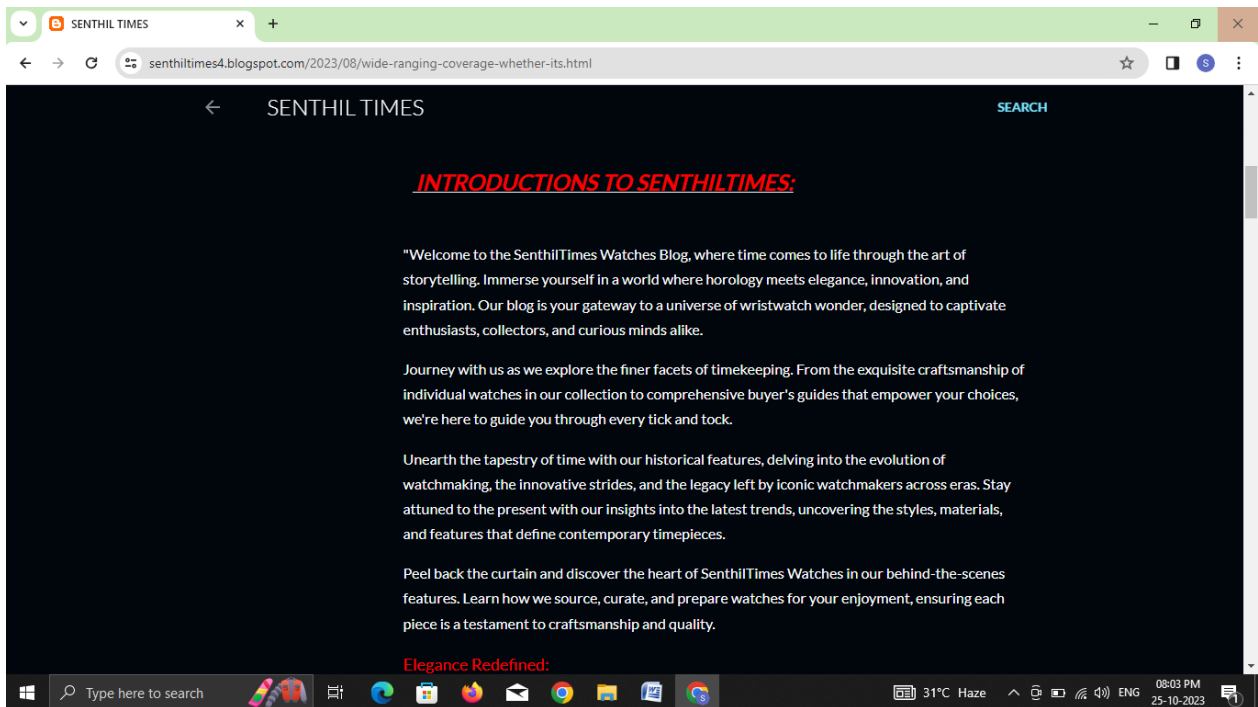 SENTHIL TIMES
senthiltimes4.blogspot.com/2023/08/wide-ranging-coverage-whether-its.html
S
SENTHIL TIMES
SEARCH
INTRODUCTIONS TO SENTHILTIMES:
"Welcome to the SenthilTimes Watches Blog, where time comes to life through the art of
storytelling. Immerse yourself in a world where horology meets elegance, innovation, and
inspiration. Our blog is your gateway to a universe of wristwatch wonder, designed to captivate
enthusiasts, collectors, and curious minds alike.
Journey with us as we explore the finer facets of timekeeping. From the exquisite craftsmanship of
individual watches in our collection to comprehensive buyer's guides that empower your choices,
we're here to guide you through every tick and tock.
Unearth the tapestry of time with our historical features, delving into the evolution of
watchmaking, the innovative strides, and the legacy left by iconic watchmakers across eras. Stay
attuned to the present with our insights into the latest trends, uncovering the styles, materials,
and features that define contemporary timepieces.
Peel back the curtain and discover the heart of SenthilTimes Watches in our behind-the-scenes
features. Learn how we source, curate, and prepare watches for your enjoyment, ensuring each
piece is a testament to craftsmanship and quality.
Elegance Redefined:
Type here to search
31°C Haze
ENG
08:03 PM
25-10-2023
1